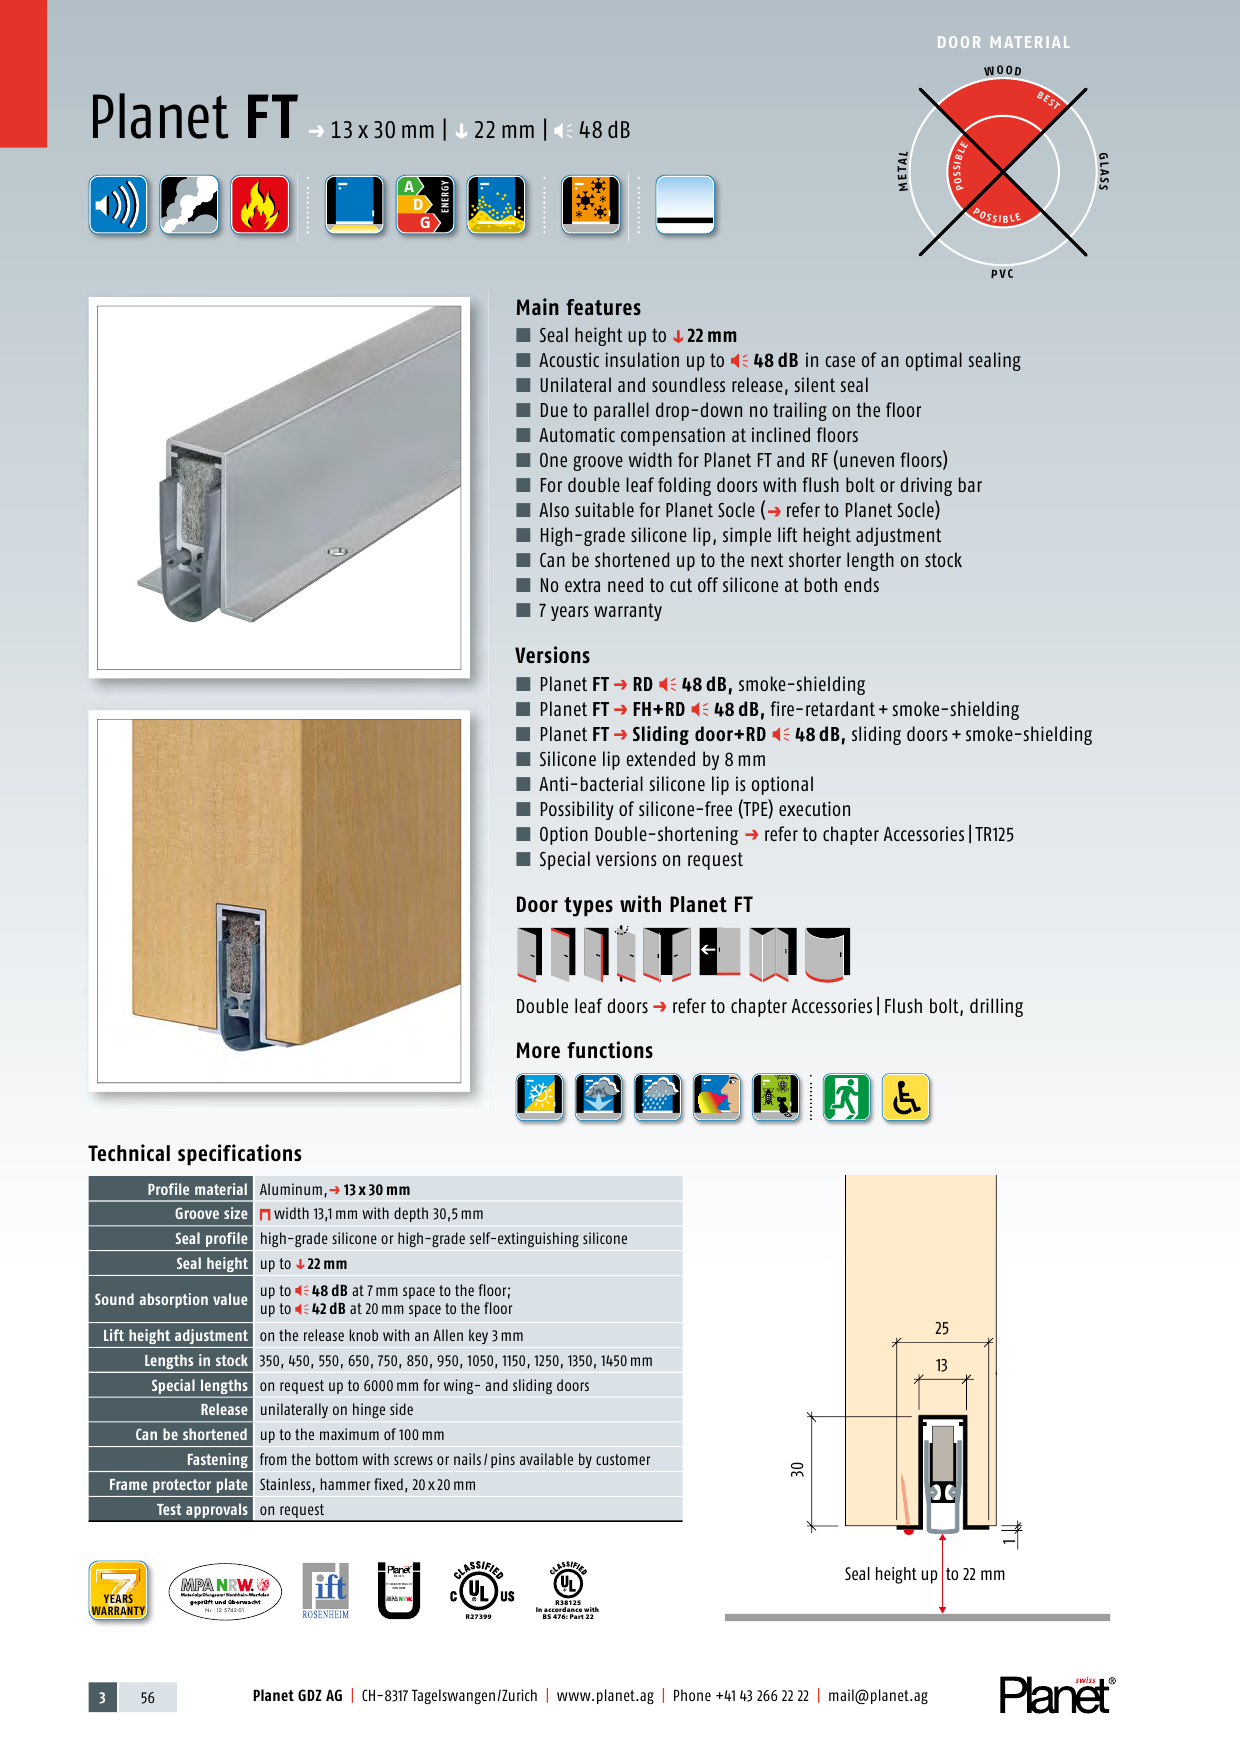 DOOR MATERIAL
WOOD
BEST
METAL
POSSIBLE
GLASS
POSSIBLE
PVC
Planet FT ➔ 13 x 30 mm | 22 mm | 48 dB
A
D
G
ENERGY
Main features
Seal height up to 22 mm
Acoustic insulation up to 48 dB in case of an optimal sealing
Unilateral and soundless release, silent seal
Due to parallel drop-down no trailing on the floor
Automatic compensation at inclined floors
One groove width for Planet FT and RF (uneven floors)
For double leaf folding doors with flush bolt or driving bar
Also suitable for Planet Socle (➔ refer to Planet Socle)
High-grade silicone lip, simple lift height adjustment
Can be shortened up to the next shorter length on stock
No extra need to cut off silicone at both ends
7 years warranty
Versions
Planet FT ➔ RD 48 dB, smoke-shielding
Planet FT ➔ FH+RD 48 dB, fire-retardant + smoke-shielding
Planet FT ➔ Sliding door+RD 48 dB, sliding doors + smoke-shielding
Silicone lip extended by 8 mm
Anti-bacterial silicone lip is optional
Possibility of silicone-free (TPE) execution
Option Double-shortening ➔ refer to chapter Accessories | TR125
Special versions on request
Door types with Planet FT
Double leaf doors ➔ refer to chapter Accessories | Flush bolt, drilling
More functions
Technical specifications
Profile material Aluminum, ➔ 13 x 30 mm
Groove size width 13,1 mm with depth 30,5 mm
Seal profile high-grade silicone or high-grade self-extinguishing silicone
Seal height up to 22 mm
Sound absorption value up to 48 dB at 7 mm space to the floor;
up to 42 dB at 20 mm space to the floor
Lift height adjustment on the release knob with an Allen key 3 mm
Lengths in stock 350, 450, 550, 650, 750, 850, 950, 1050, 1150, 1250, 1350, 1450 mm
Special lengths on request up to 6000 mm for wing- and sliding doors
Release unilaterally on hinge side
Can be shortened up to the maximum of 100 mm
Fastening from the bottom with screws or nails / pins available by customer
Frame protector plate Stainless, hammer fixed, 20 x 20 mm
Test approvals on request
25
13
30
1
Seal height up to 22 mm
7
YEARS
WARRANTY
MPA NRW.
Materialprüfungsamt Nordrhein-Westfalen
geprüft und überwacht
Nr. 12 5742-01
ift
ROSENHEIM
Planet
MPA NRW.
CLASSIFIED
C UL US
R27399
CLASSIFIED
UL
R38125
In accordance with
BS 476: Part 22
3 56
Planet GDZ AG | CH-8317 Tagelswangen/Zurich | www.planet.ag | Phone +41 43 266 22 22 | mail@planet.ag
swiss
Planet®